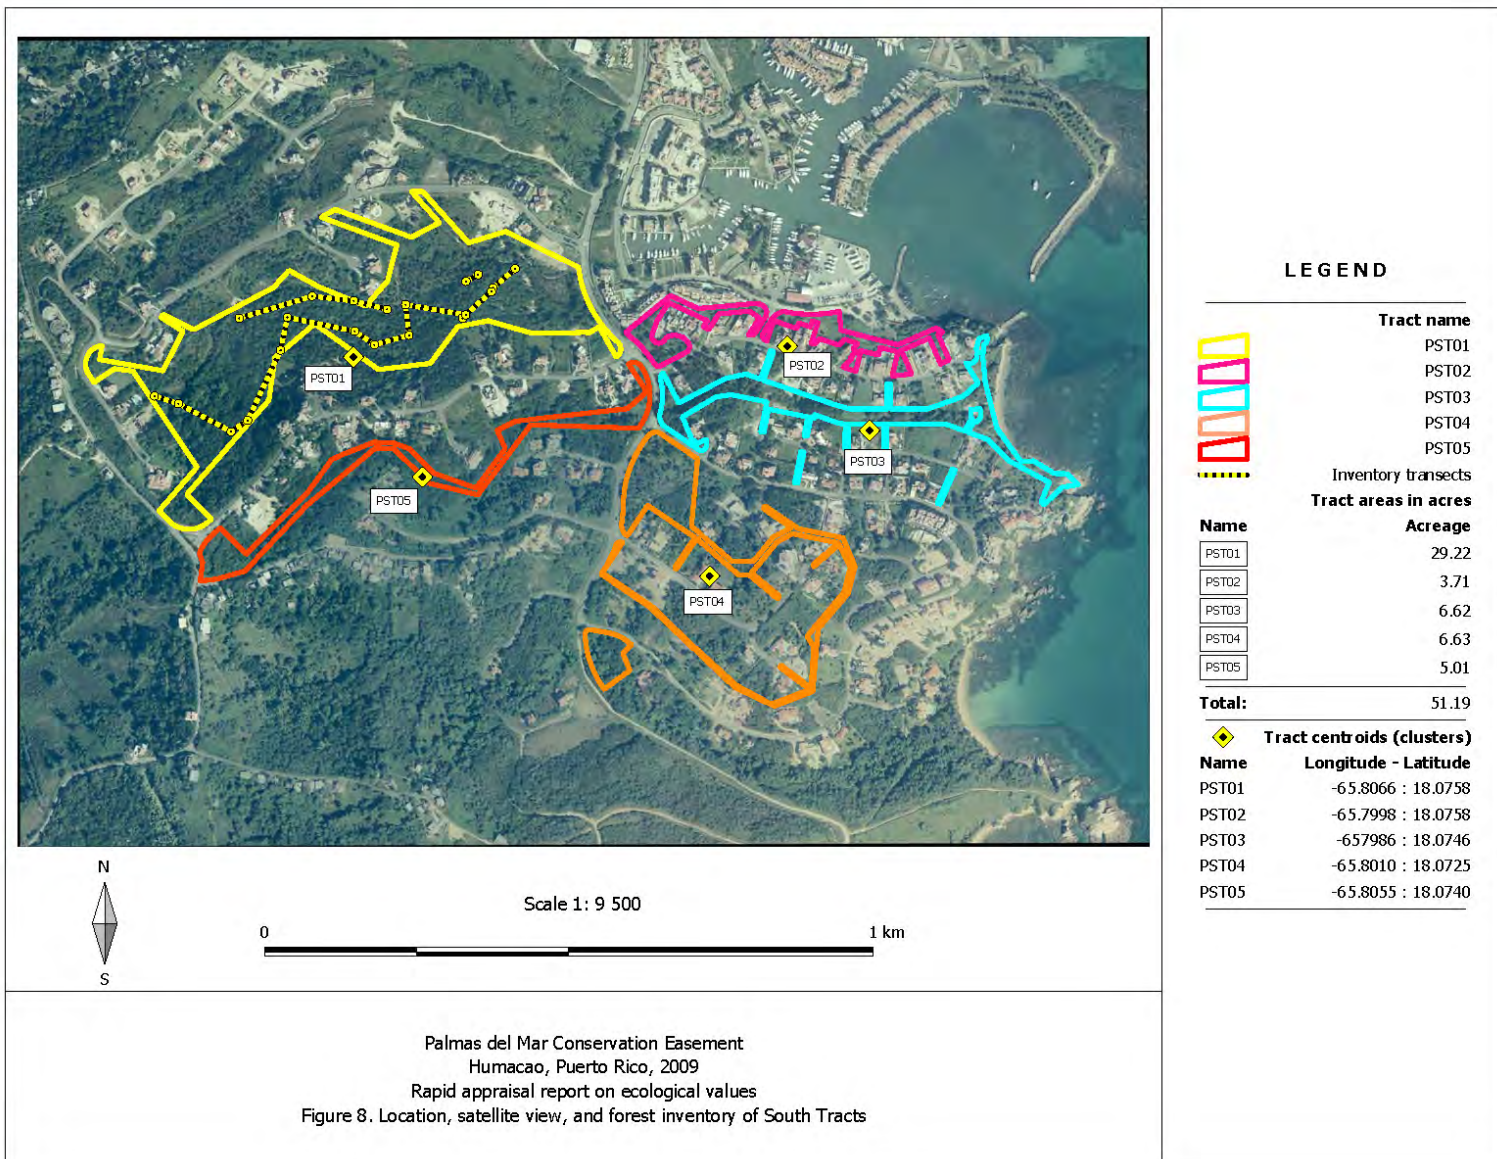 PST01
PST02
PST03
PST04
PST05
N
S
Scale 1: 9 500
0 1 km
Palmas del Mar Conservation Easement
Humacao, Puerto Rico, 2009
Rapid appraisal report on ecological values
Figure 8. Location, satellite view, and forest inventory of South Tracts
LEGEND
Tract name
PST01
PST02
PST03
PST04
PST05
Inventory transects
Tract areas in acres
Name Acreage
PST01 29.22
PST02 3.71
PST03 6.62
PST04 6.63
PST05 5.01
Total: 51.19
Tract centroids (clusters)
Name Longitude - Latitude
PST01 -65.8066 : 18.0758
PST02 -65.7998 : 18.0758
PST03 -657986 : 18.0746
PST04 -65.8010 : 18.0725
PST05 -65.8055 : 18.0740